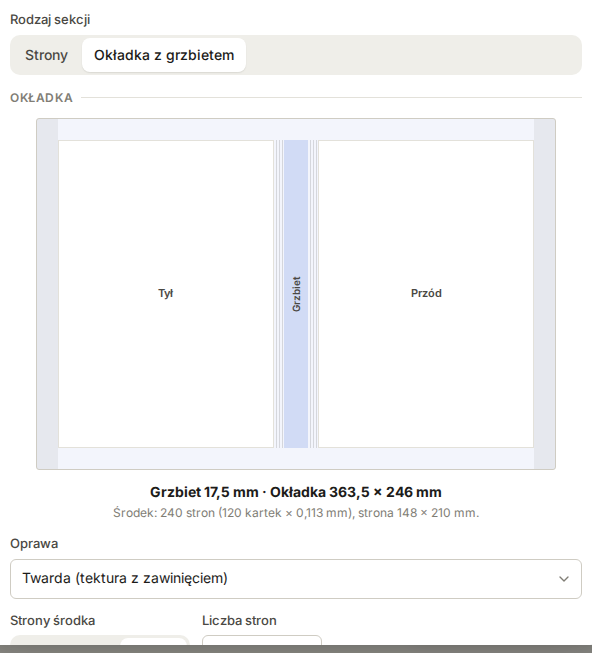 Rodzaj sekcji
Strony
Okładka z grzbietem
OKŁADKA
Tył
Grzbiet
Przód
Grzbiet 17,5 mm · Okładka 363,5 × 246 mm
Środek: 240 stron (120 kartek × 0,113 mm), strona 148 × 210 mm.
Oprawa
Twarda (tektura z zawinięciem)
Strony środka
Liczba stron